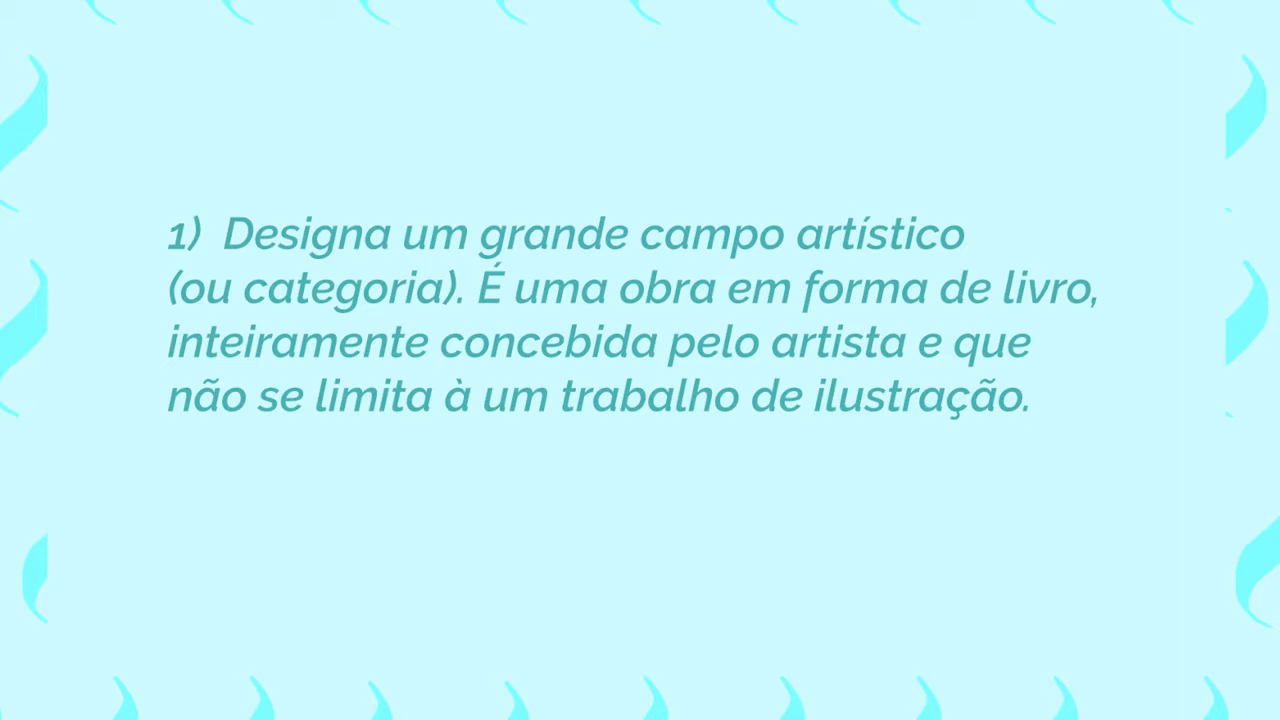 1) Designa um grande campo artístico
(ou categoria). É uma obra em forma de livro,
inteiramente concebida pelo artista e que
não se limita à um trabalho de ilustração.